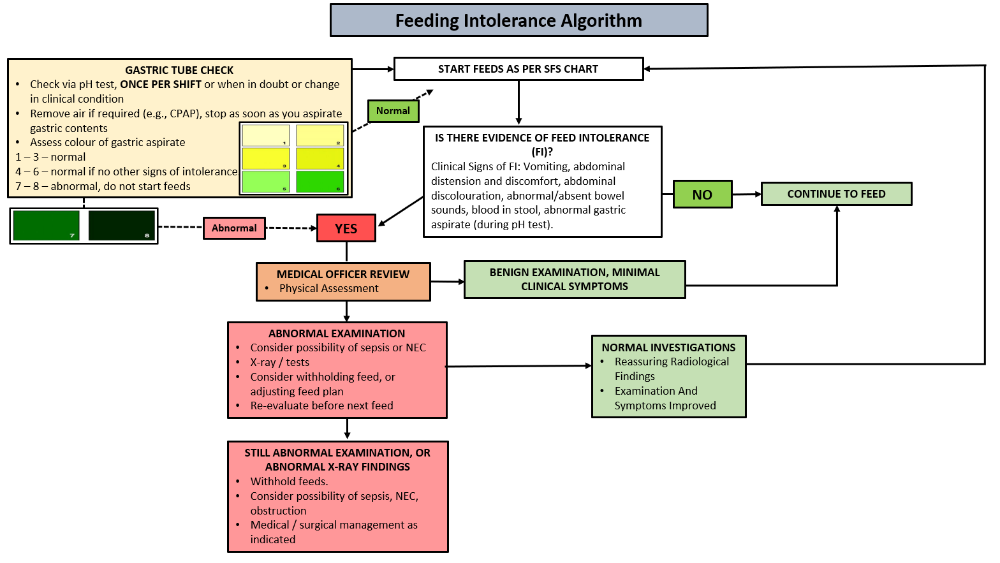 Feeding Intolerance Algorithm
GASTRIC TUBE CHECK
• Check via pH test, ONCE PER SHIFT or when in doubt or change
in clinical condition
• Remove air if required (e.g., CPAP), stop as soon as you aspirate
gastric contents
• Assess colour of gastric aspirate
1 – 3 – normal
4 – 6 – normal if no other signs of intolerance.
7 – 8 – abnormal, do not start feeds
1
2
3
4
5
6
7
8
Normal
Abnormal
START FEEDS AS PER SFS CHART
IS THERE EVIDENCE OF FEED INTOLERANCE
(FI)?
Clinical Signs of FI: Vomiting, abdominal
distension and discomfort, abdominal
discolouration, abnormal/absent bowel
sounds, blood in stool, abnormal gastric
aspirate (during pH test).
NO
CONTINUE TO FEED
YES
MEDICAL OFFICER REVIEW
• Physical Assessment
BENIGN EXAMINATION, MINIMAL
CLINICAL SYMPTOMS
ABNORMAL EXAMINATION
• Consider possibility of sepsis or NEC
• X-ray / tests
• Consider withholding feed, or
adjusting feed plan
• Re-evaluate before next feed
NORMAL INVESTIGATIONS
• Reassuring Radiological
Findings
• Examination And
Symptoms Improved
STILL ABNORMAL EXAMINATION, OR
ABNORMAL X-RAY FINDINGS
• Withhold feeds.
• Consider possibility of sepsis, NEC,
obstruction
• Medical / surgical management as
indicated